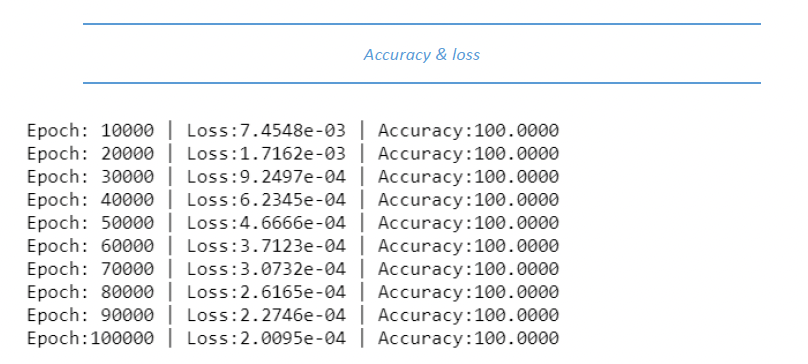 Accuracy & loss
Epoch: 10000 | Loss:7.4548e-03 | Accuracy:100.0000
Epoch: 20000 | Loss:1.7162e-03 | Accuracy:100.0000
Epoch: 30000 | Loss:9.2497e-04 | Accuracy:100.0000
Epoch: 40000 | Loss:6.2345e-04 | Accuracy:100.0000
Epoch: 50000 | Loss:4.6666e-04 | Accuracy:100.0000
Epoch: 60000 | Loss:3.7123e-04 | Accuracy:100.0000
Epoch: 70000 | Loss:3.0732e-04 | Accuracy:100.0000
Epoch: 80000 | Loss:2.6165e-04 | Accuracy:100.0000
Epoch: 90000 | Loss:2.2746e-04 | Accuracy:100.0000
Epoch:100000 | Loss:2.0095e-04 | Accuracy:100.0000